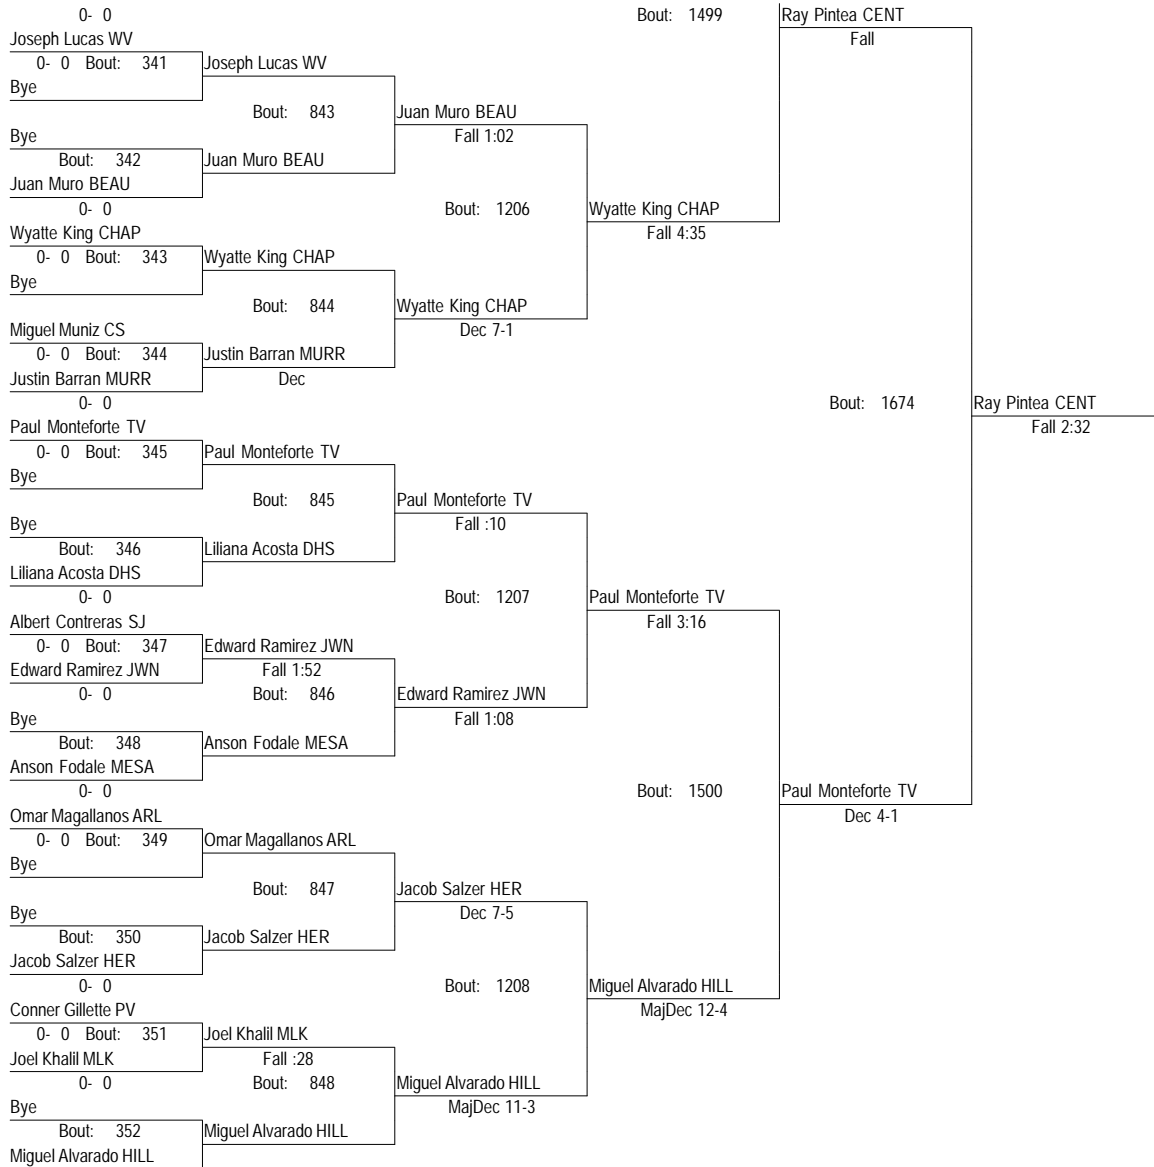 0- 0 Bout: 1499 Ray Pintea CENT
Joseph Lucas WV Fall
0- 0 Bout: 341 Joseph Lucas WV
Bye
Bout: 843 Juan Muro BEAU
Bye Fall 1:02
Bout: 342 Juan Muro BEAU
Juan Muro BEAU
0- 0 Bout: 1206 Wyatte King CHAP
Wyatte King CHAP Fall 4:35
0- 0 Bout: 343 Wyatte King CHAP
Bye
Bout: 844 Wyatte King CHAP
Miguel Muniz CS Dec 7-1
0- 0 Bout: 344 Justin Barran MURR
Justin Barran MURR Dec
0- 0 Bout: 1674 Ray Pintea CENT
Paul Monteforte TV Fall 2:32
0- 0 Bout: 345 Paul Monteforte TV
Bye
Bout: 845 Paul Monteforte TV
Bye Fall :10
Bout: 346 Liliana Acosta DHS
Liliana Acosta DHS
0- 0 Bout: 1207 Paul Monteforte TV
Albert Contreras SJ Fall 3:16
0- 0 Bout: 347 Edward Ramirez JWN
Edward Ramirez JWN Fall 1:52
0- 0 Bout: 846 Edward Ramirez JWN
Bye Fall 1:08
Bout: 348 Anson Fodale MESA
Anson Fodale MESA
0- 0 Bout: 1500 Paul Monteforte TV
Omar Magallanos ARL Dec 4-1
0- 0 Bout: 349 Omar Magallanos ARL
Bye
Bout: 847 Jacob Salzer HER
Bye Dec 7-5
Bout: 350 Jacob Salzer HER
Jacob Salzer HER
0- 0 Bout: 1208 Miguel Alvarado HILL
Conner Gillette PV MajDec 12-4
0- 0 Bout: 351 Joel Khalil MLK
Joel Khalil MLK Fall :28
0- 0 Bout: 848 Miguel Alvarado HILL
Bye MajDec 11-3
Bout: 352 Miguel Alvarado HILL
Miguel Alvarado HILL